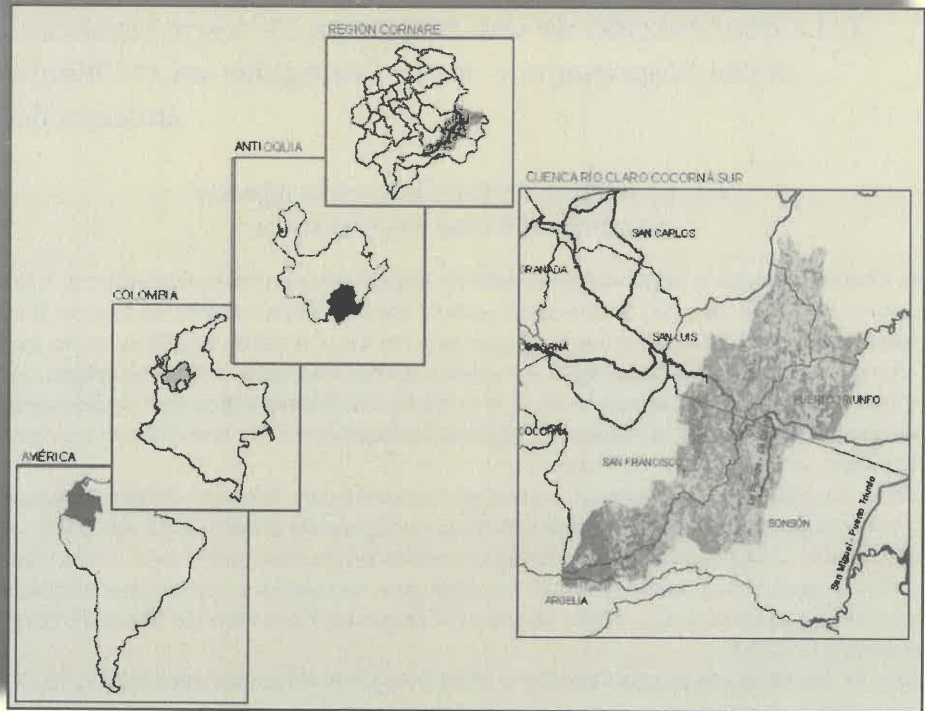 REGIÓN CORNARE
ANTIOQUIA
CUENCA RÍO CLARO COCORNÁ SUR
SAN CARLOS
GRANADA
COLOMBIA
SAN LUIS
COCORNA
PUERTO TRIUNFO
AMÉRICA
SAN FRANCISCO
SONSÓN
San Miguel - Puerto Triunfo
ARGELIA